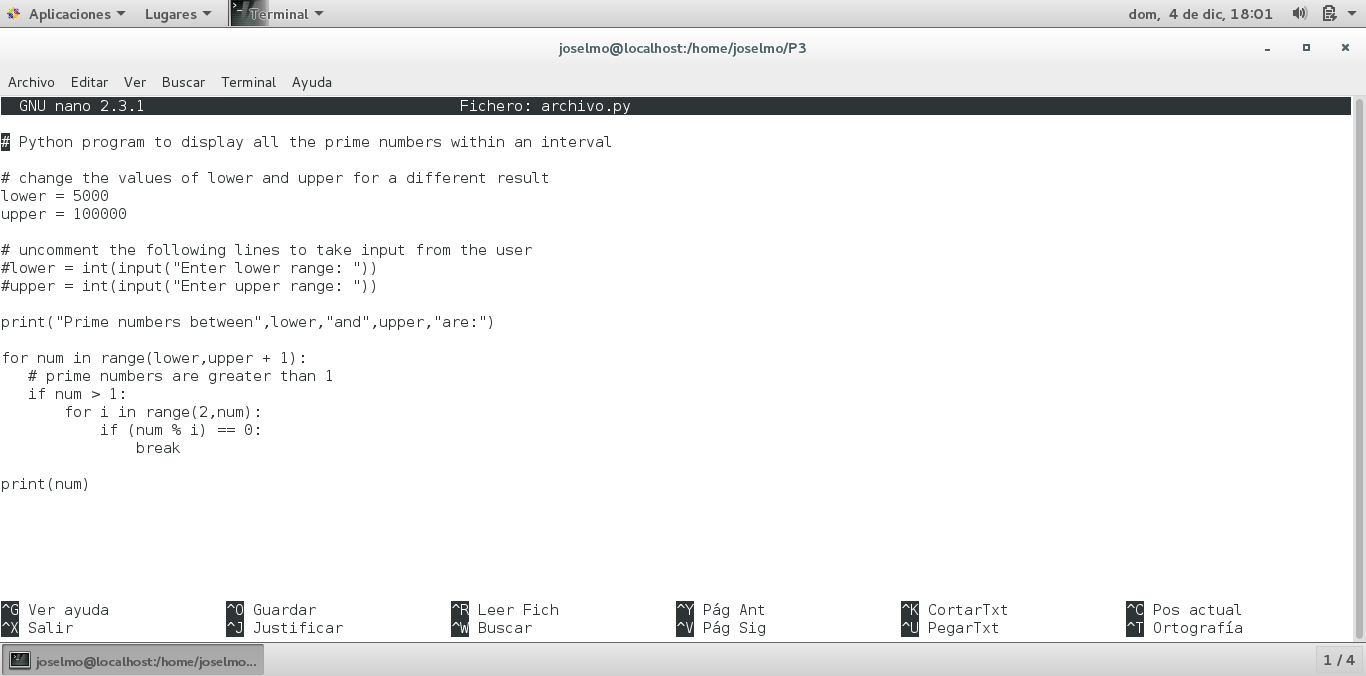 Aplicaciones Lugares Terminal dom, 4 de dic, 18:01
joselmo@localhost:/home/joselmo/P3
Archivo Editar Ver Buscar Terminal Ayuda
GNU nano 2.3.1 Fichero: archivo.py
# Python program to display all the prime numbers within an interval
# change the values of lower and upper for a different result
lower = 5000
upper = 100000
# uncomment the following lines to take input from the user
#lower = int(input("Enter lower range: "))
#upper = int(input("Enter upper range: "))
print("Prime numbers between",lower,"and",upper,"are:")
for num in range(lower,upper + 1):
   # prime numbers are greater than 1
   if num > 1:
       for i in range(2,num):
           if (num % i) == 0:
               break
print(num)
^G Ver ayuda ^O Guardar ^R Leer Fich ^Y Pág Ant ^K CortarTxt ^C Pos actual
^X Salir ^J Justificar ^W Buscar ^V Pág Sig ^U PegarTxt ^T Ortografía
joselmo@localhost:/home/joselmo... 1 / 4